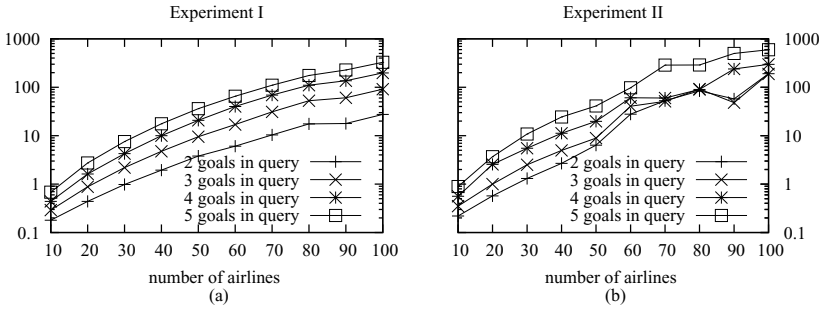 Experiment I
1000
100
10
1
0.1
2 goals in query
3 goals in query
4 goals in query
5 goals in query
10 20 30 40 50 60 70 80 90 100
number of airlines
(a)
Experiment II
1000
100
10
1
0.1
2 goals in query
3 goals in query
4 goals in query
5 goals in query
10 20 30 40 50 60 70 80 90 100
number of airlines
(b)